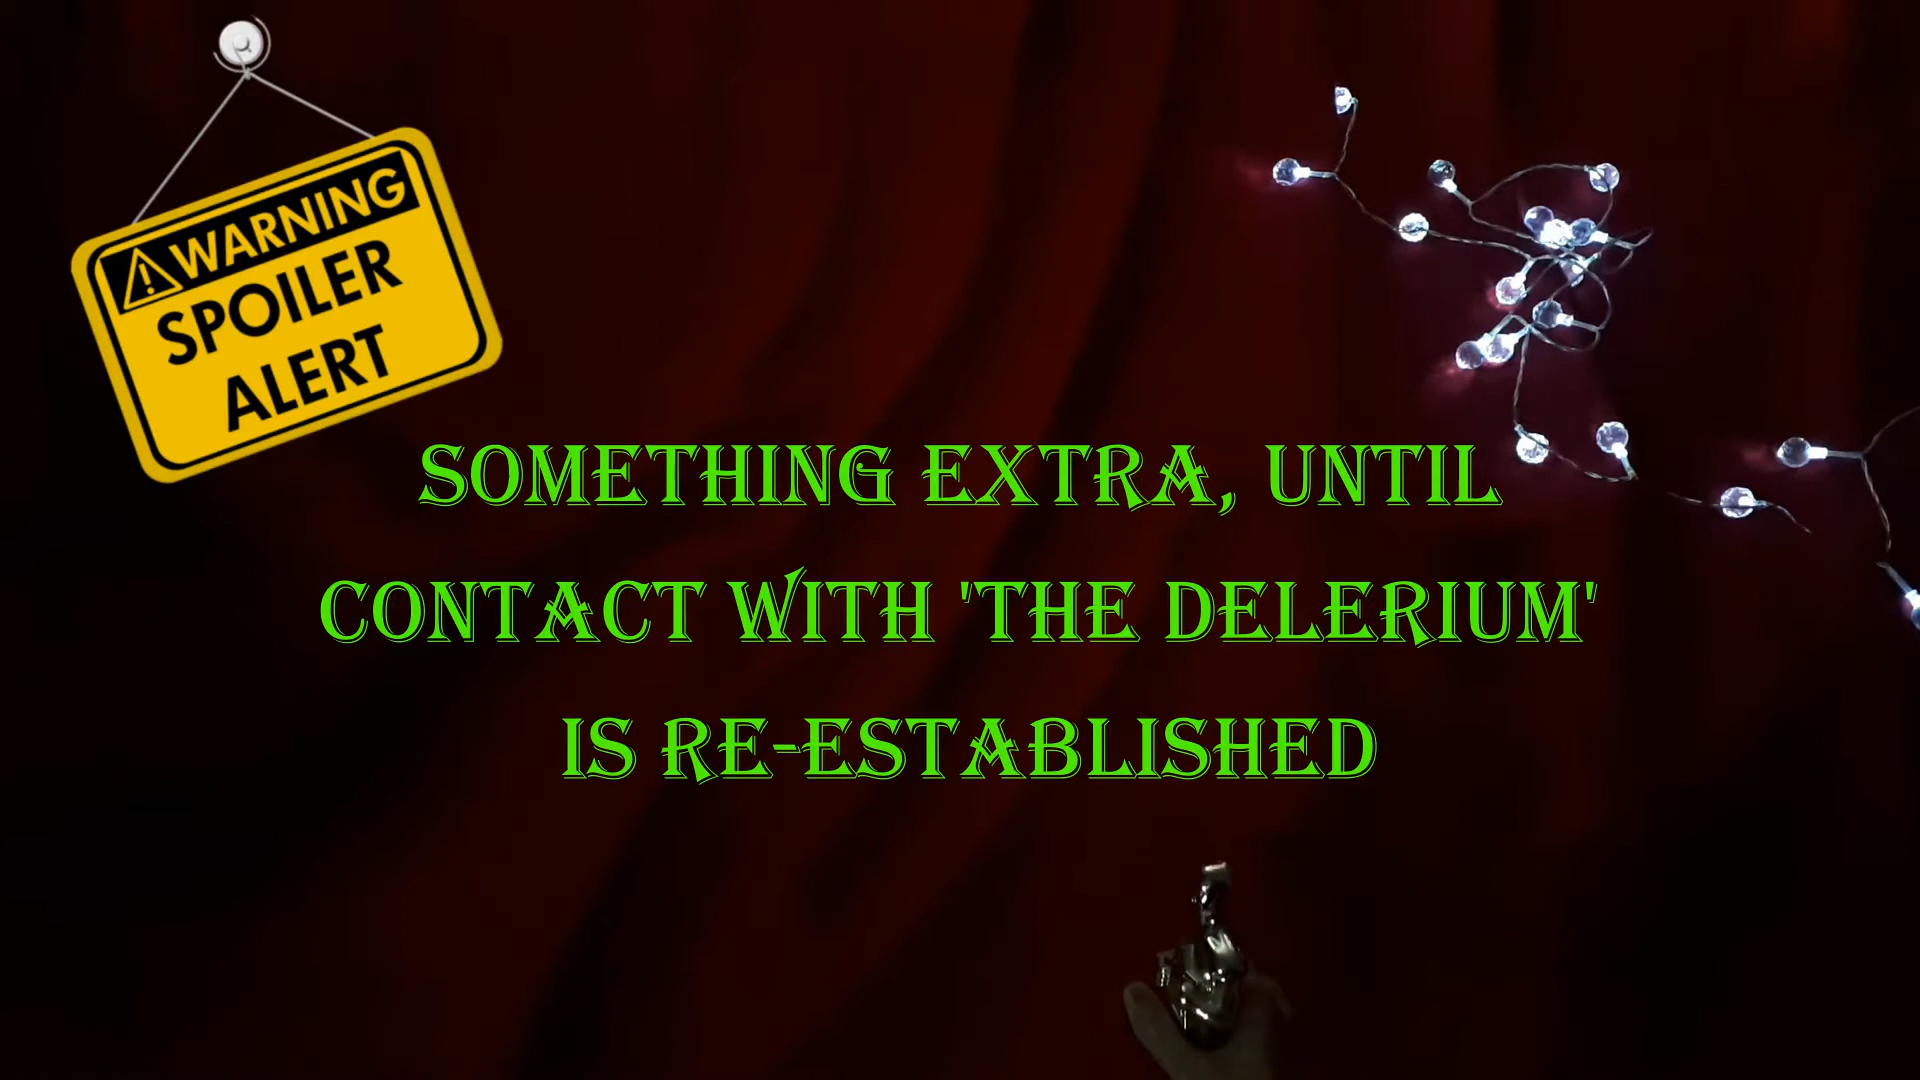 WARNING
SPOILER
ALERT
SOMETHING EXTRA, UNTIL
CONTACT WITH 'THE DELERIUM'
IS RE-ESTABLISHED